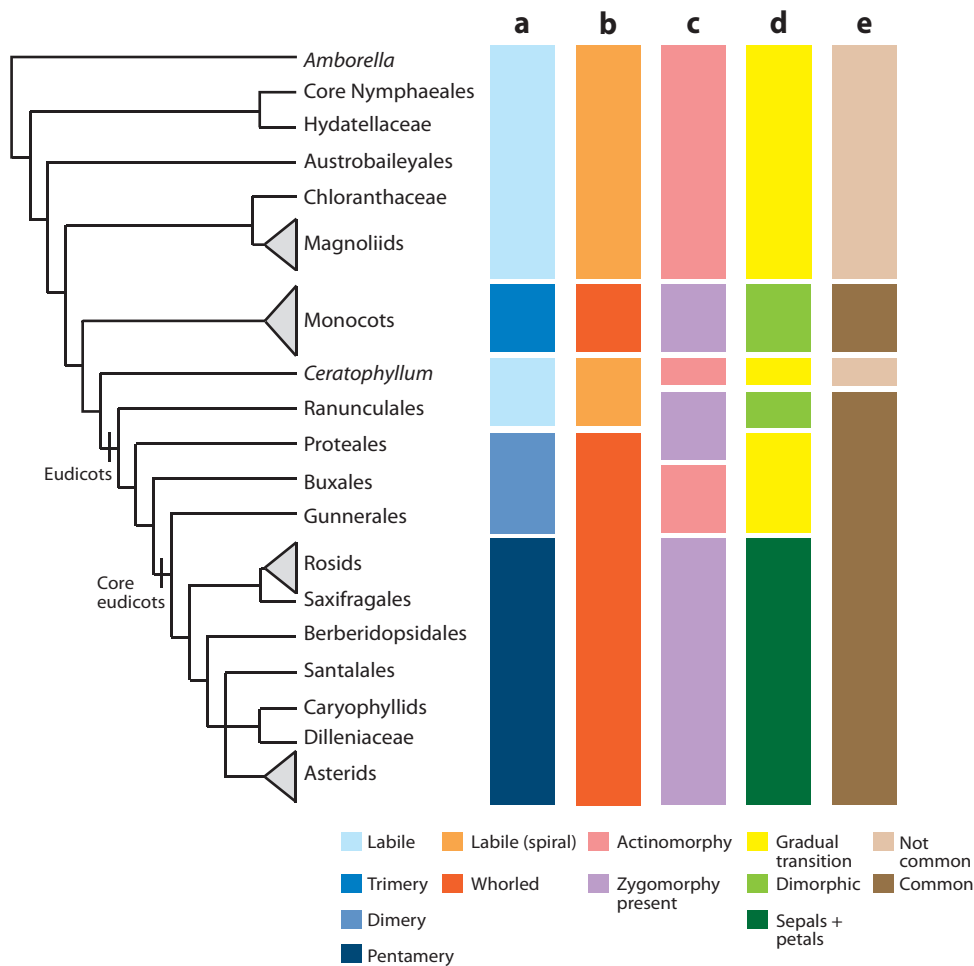 a b c d e
Amborella
Core Nymphaeales
Hydatellaceae
Austrobaileyales
Chloranthaceae
Magnoliids
Monocots
Ceratophyllum
Ranunculales
Proteales
Eudicots
Buxales
Gunnerales
Rosids
Core
eudicots
Saxifragales
Berberidopsidales
Santalales
Caryophyllids
Dilleniaceae
Asterids
Labile
Trimery
Dimery
Pentamery
Labile (spiral)
Whorled
Actinomorphy
Zygomorphy
present
Gradual
transition
Dimorphic
Sepals +
petals
Not
common
Common